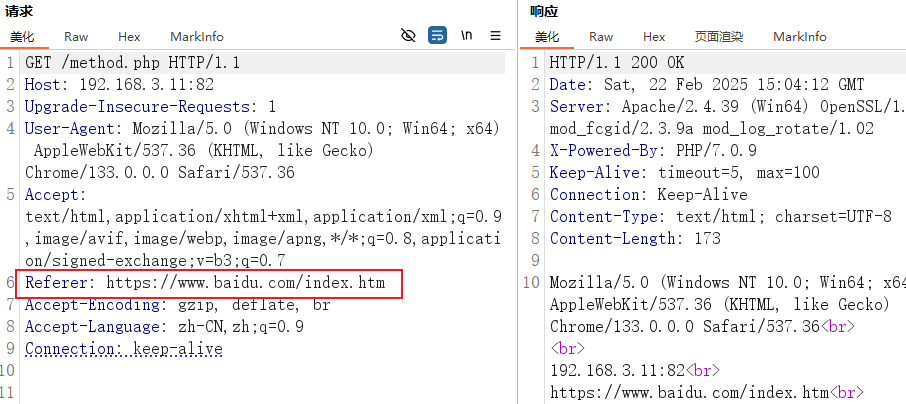 请求
美化 Raw Hex MarkInfo \n
1 GET /method.php HTTP/1.1
2 Host: 192.168.3.11:82
3 Upgrade-Insecure-Requests: 1
4 User-Agent: Mozilla/5.0 (Windows NT 10.0; Win64; x64)
AppleWebKit/537.36 (KHTML, like Gecko)
Chrome/133.0.0.0 Safari/537.36
5 Accept:
text/html,application/xhtml+xml,application/xml;q=0.9
,image/avif,image/webp,image/apng,*/*;q=0.8,applicati
on/signed-exchange;v=b3;q=0.7
6 Referer: https://www.baidu.com/index.htm
7 Accept-Encoding: gzip, deflate, br
8 Accept-Language: zh-CN,zh;q=0.9
9 Connection: keep-alive
10
11
响应
美化 Raw Hex 页面渲染 MarkInfo
1 HTTP/1.1 200 OK
2 Date: Sat, 22 Feb 2025 15:04:12 GMT
3 Server: Apache/2.4.39 (Win64) OpenSSL/1.
mod_fcgid/2.3.9a mod_log_rotate/1.02
4 X-Powered-By: PHP/7.0.9
5 Keep-Alive: timeout=5, max=100
6 Connection: Keep-Alive
7 Content-Type: text/html; charset=UTF-8
8 Content-Length: 173
9
10 Mozilla/5.0 (Windows NT 10.0; Win64; x64
AppleWebKit/537.36 (KHTML, like Gecko)
Chrome/133.0.0.0 Safari/537.36<br>
<br>
192.168.3.11:82<br>
https://www.baidu.com/index.htm<br>